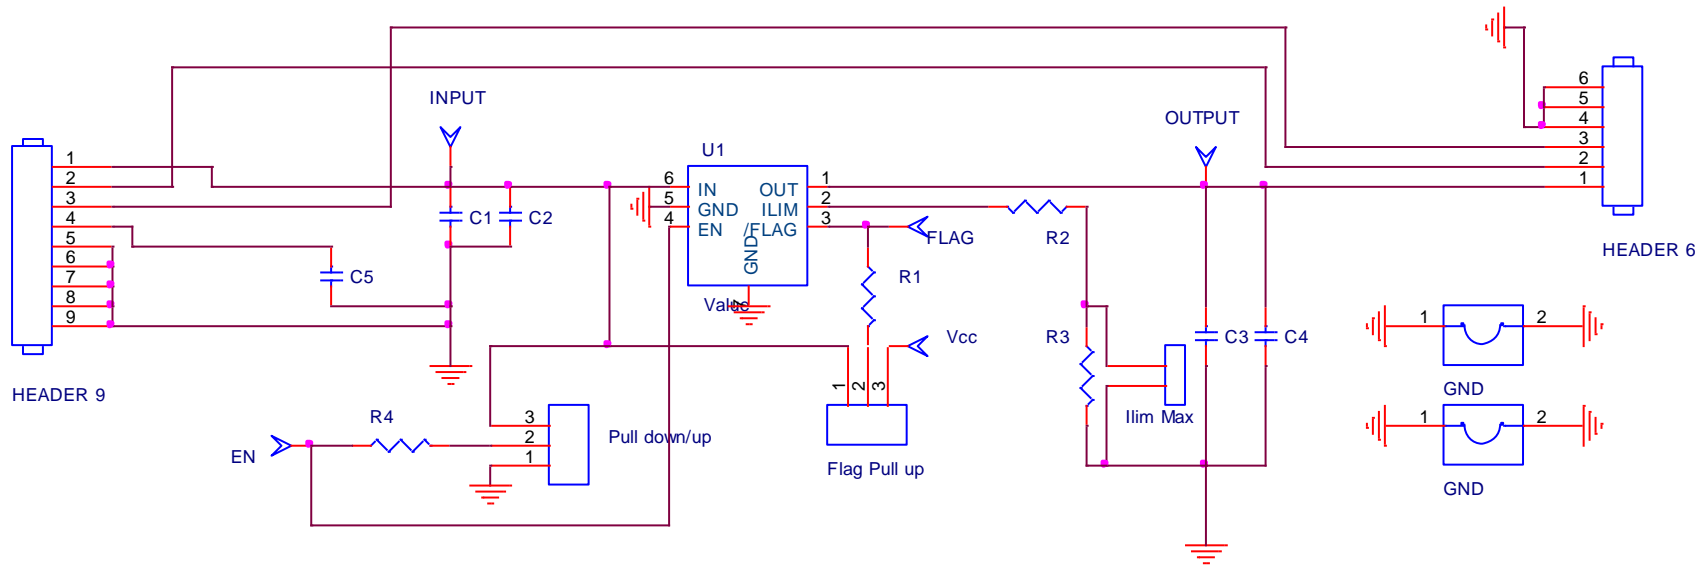 INPUT
OUTPUT
U1
1
2
3
4
5
6
7
8
9
HEADER 9
C1
C2
C5
6
5
4
IN
GND
EN
OUT
ILIM
/FLAG
GND
1
2
3
7
Value
FLAG
R1
R2
Vcc
1
2
3
Flag Pull up
R4
EN
3
2
1
Pull down/up
R3
Ilim Max
C3
C4
6
5
4
3
2
1
HEADER 6
1
2
GND
1
2
GND